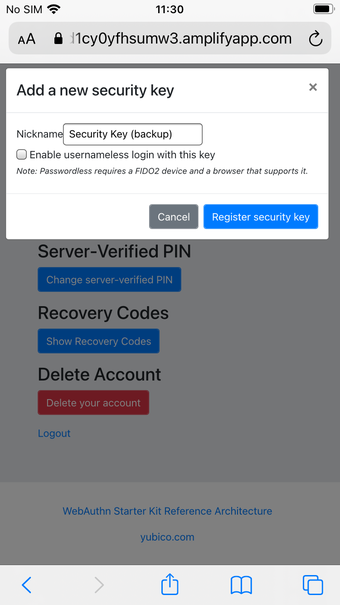 No SIM 11:30
AA d1cy0yfhsumw3.amplifyapp.com
Add a new security key ×
Nickname Security Key (backup)
Enable usernameless login with this key
Note: Passwordless requires a FIDO2 device and a browser that supports it.
Cancel Register security key
Server-Verified PIN
Change server-verified PIN
Recovery Codes
Show Recovery Codes
Delete Account
Delete your account
Logout
WebAuthn Starter Kit Reference Architecture
yubico.com